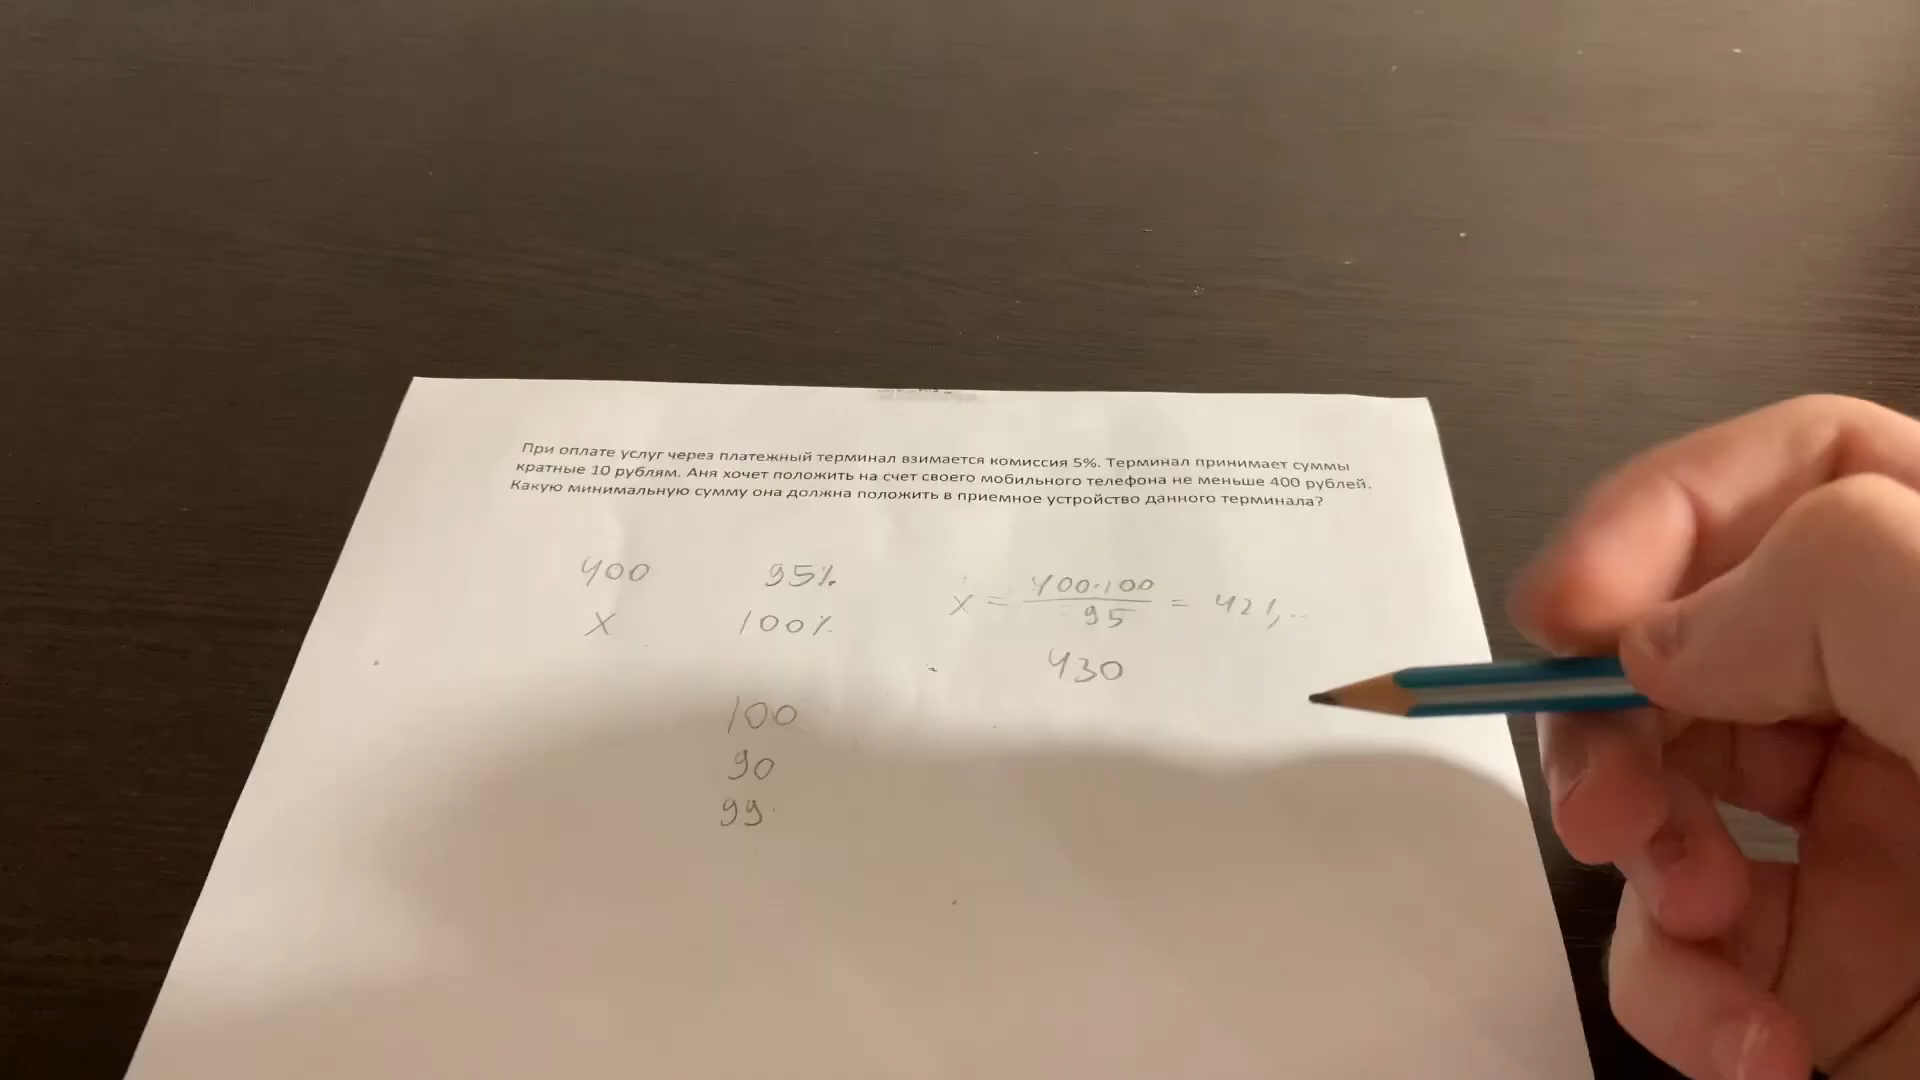 При оплате услуг через платежный терминал взимается комиссия 5%. Терминал принимает суммы
кратные 10 рублям. Аня хочет положить на счет своего мобильного телефона не меньше 400 рублей.
Какую минимальную сумму она должна положить в приемное устройство данного терминала?
400 95% x = 400·100 / 95 = 421,..
x 100%
430
100
90
99